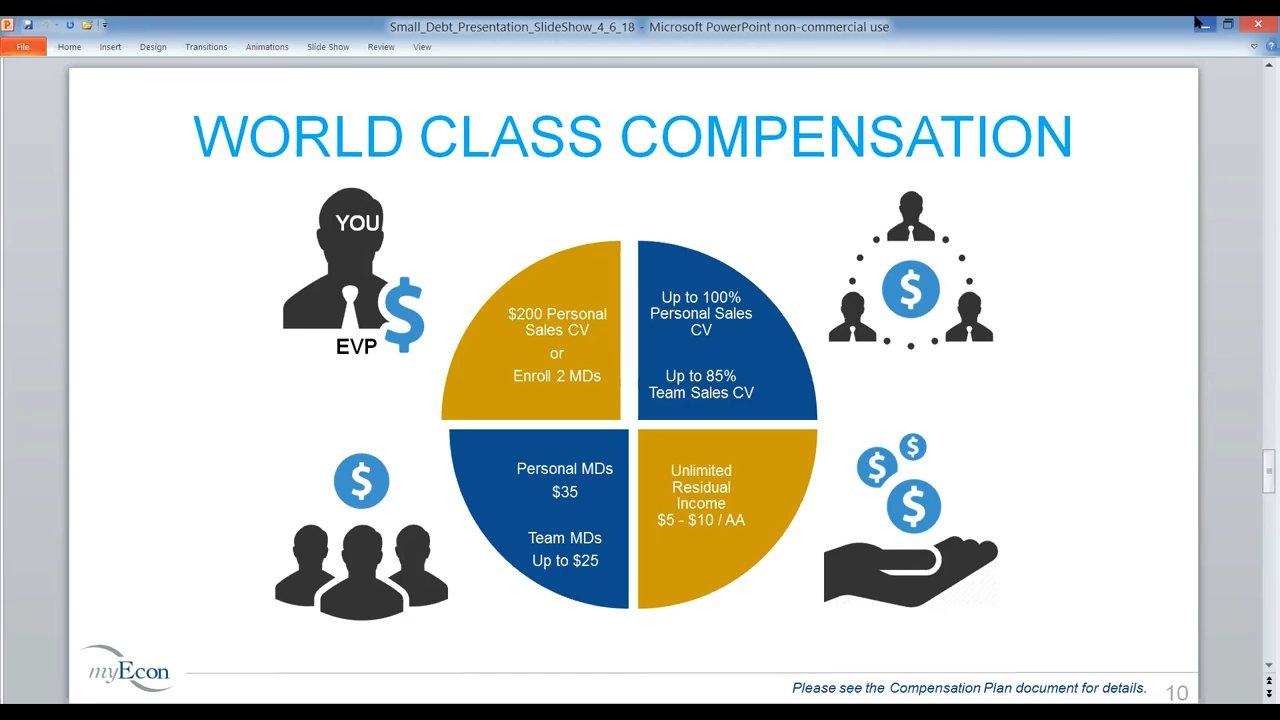 Small_Debt_Presentation_SlideShow_4_6_18 - Microsoft PowerPoint non-commercial use
File Home Insert Design Transitions Animations Slide Show Review View
WORLD CLASS COMPENSATION
YOU
EVP
$200 Personal
Sales CV
or
Enroll 2 MDs
Up to 100%
Personal Sales
CV
Up to 85%
Team Sales CV
Personal MDs
$35
Team MDs
Up to $25
Unlimited
Residual
Income
$5 - $10 / AA
myEcon
Please see the Compensation Plan document for details.
10